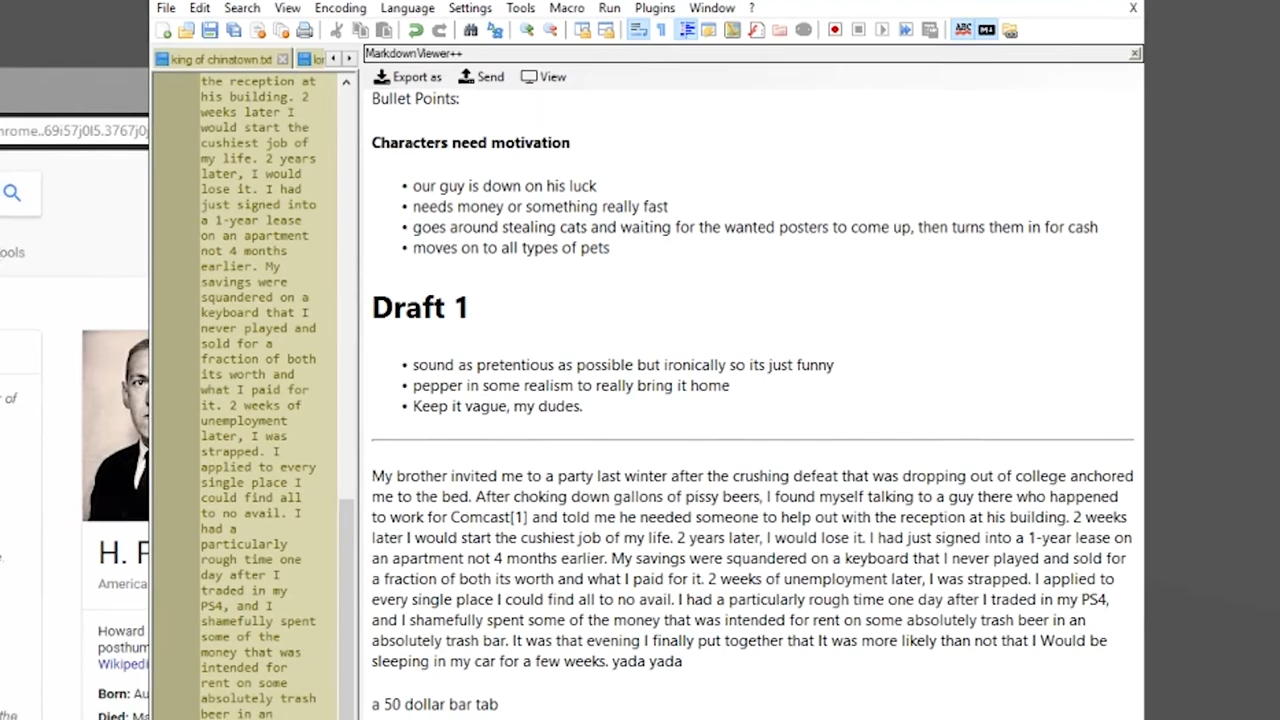 File Edit Search View Encoding Language Settings Tools Macro Run Plugins Window ? X
king of chinatown.txt lor
MarkdownViewer++
Export as Send View
hrome..69i57j0l5.3767j0j
ools
r of
H. P
America
Howard
posthum
Wikiped
Born: Au
Died: Ma
the
the reception at
his building. 2
weeks later I
would start the
cushiest job of
my life. 2 years
later, I would
lose it. I had
just signed into
a 1-year lease
on an apartment
not 4 months
earlier. My
savings were
squandered on a
keyboard that I
never played and
sold for a
fraction of both
its worth and
what I paid for
it. 2 weeks of
unemployment
later, I was
strapped. I
applied to every
single place I
could find all
to no avail. I
had a
particularly
rough time one
day after I
traded in my
PS4, and I
shamefully spent
some of the
money that was
intended for
rent on some
absolutely trash
beer in an
Bullet Points:
Characters need motivation
• our guy is down on his luck
• needs money or something really fast
• goes around stealing cats and waiting for the wanted posters to come up, then turns them in for cash
• moves on to all types of pets
Draft 1
• sound as pretentious as possible but ironically so its just funny
• pepper in some realism to really bring it home
• Keep it vague, my dudes.
My brother invited me to a party last winter after the crushing defeat that was dropping out of college anchored
me to the bed. After choking down gallons of pissy beers, I found myself talking to a guy there who happened
to work for Comcast[1] and told me he needed someone to help out with the reception at his building. 2 weeks
later I would start the cushiest job of my life. 2 years later, I would lose it. I had just signed into a 1-year lease on
an apartment not 4 months earlier. My savings were squandered on a keyboard that I never played and sold for
a fraction of both its worth and what I paid for it. 2 weeks of unemployment later, I was strapped. I applied to
every single place I could find all to no avail. I had a particularly rough time one day after I traded in my PS4,
and I shamefully spent some of the money that was intended for rent on some absolutely trash beer in an
absolutely trash bar. It was that evening I finally put together that It was more likely than not that I Would be
sleeping in my car for a few weeks. yada yada
a 50 dollar bar tab